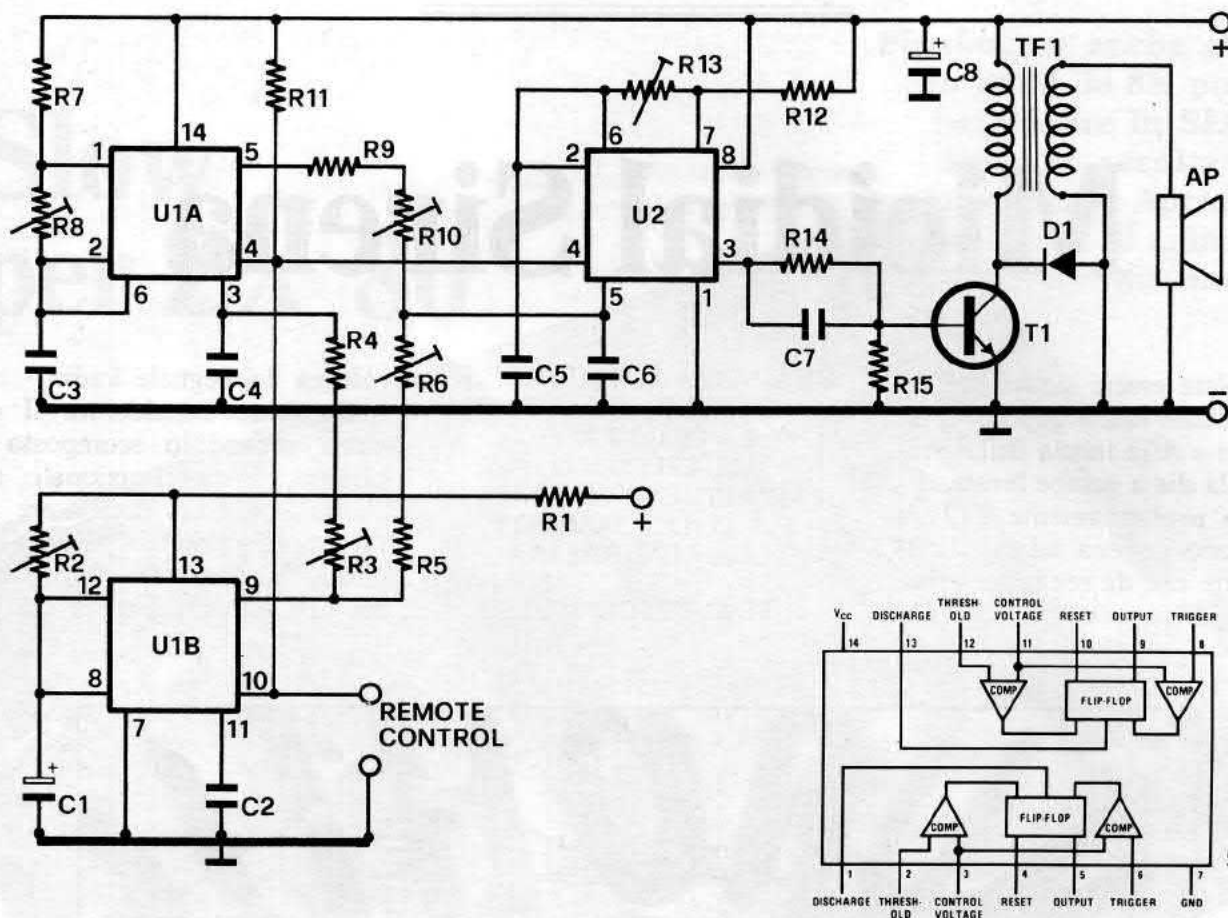 R7
R11
14
1
5
R9
U1A
R8
R10
2
4
6
3
R4
C3
C4
R6
R13
R12
6
7
2
8
U2
4
3
5
1
R14
C7
R15
C5
C6
C8
+
TF1
+
AP
D1
T1
−
R1
+
R2
13
R3
R5
12
9
U1B
8
10
7
11
REMOTE
CONTROL
+
C1
C2
VCC
DISCHARGE
THRESH-
OLD
CONTROL
VOLTAGE
RESET
OUTPUT
TRIGGER
14
13
12
11
10
9
8
COMP
FLIP-FLOP
COMP
COMP
FLIP-FLOP
COMP
1
2
3
4
5
6
7
DISCHARGE
THRESH-
OLD
CONTROL
VOLTAGE
RESET
OUTPUT
TRIGGER
GND